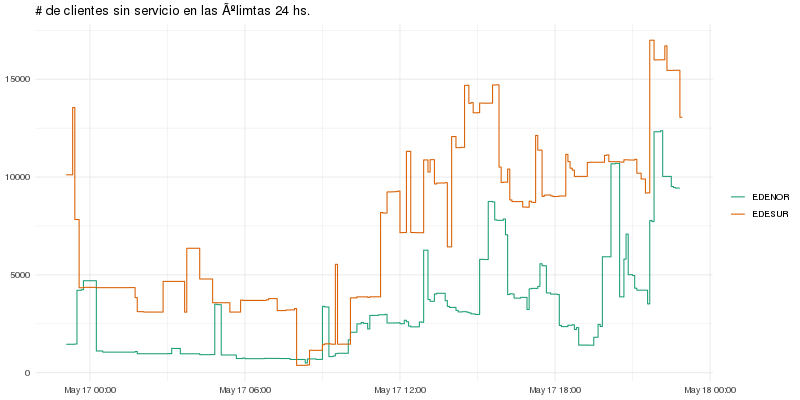 # de clientes sin servicio en las Ãºlimtas 24 hs.
15000
10000
5000
0
May 17 00:00
May 17 06:00
May 17 12:00
May 17 18:00
May 18 00:00
EDENOR
EDESUR